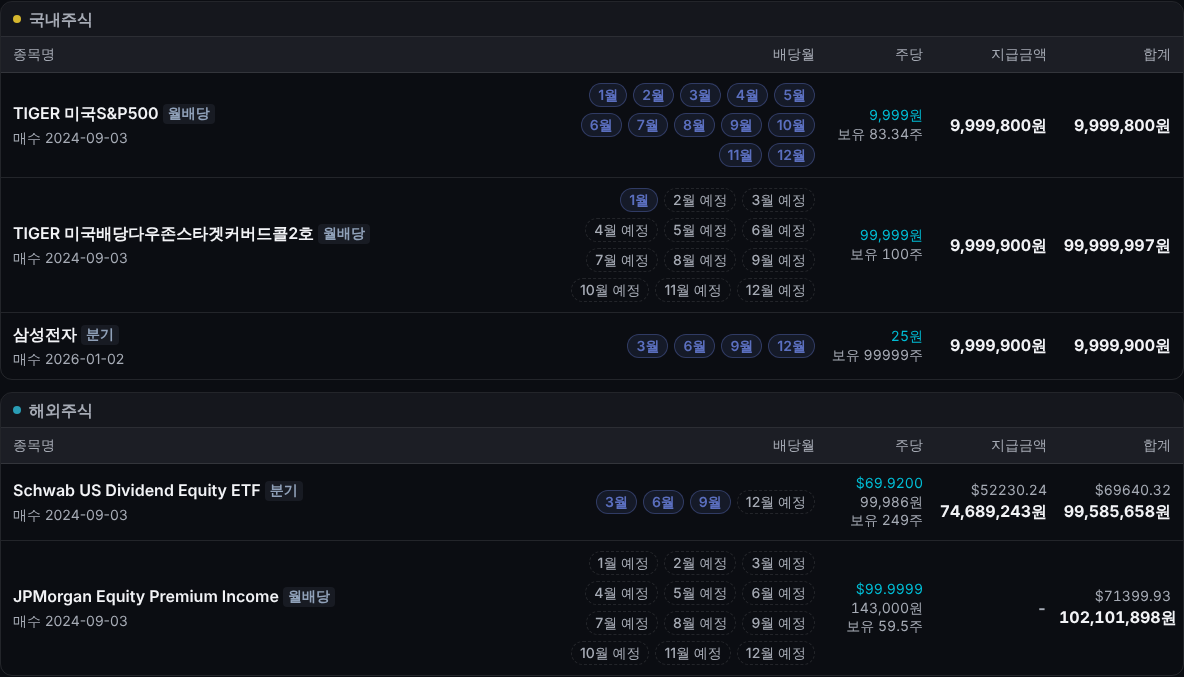 국내주식
종목명 배당월 주당 지급금액 합계
TIGER 미국S&P500 월배당
매수 2024-09-03
1월 2월 3월 4월 5월
6월 7월 8월 9월 10월
11월 12월
9,999원
보유 83.34주
9,999,800원 9,999,800원
TIGER 미국배당다우존스타겟커버드콜2호 월배당
매수 2024-09-03
1월 2월 예정 3월 예정
4월 예정 5월 예정 6월 예정
7월 예정 8월 예정 9월 예정
10월 예정 11월 예정 12월 예정
99,999원
보유 100주
9,999,900원 99,999,997원
삼성전자 분기
매수 2026-01-02
3월 6월 9월 12월
25원
보유 99999주
9,999,900원 9,999,900원
해외주식
종목명 배당월 주당 지급금액 합계
Schwab US Dividend Equity ETF 분기
매수 2024-09-03
3월 6월 9월 12월 예정
$69.9200
99,986원
보유 249주
$52230.24
74,689,243원
$69640.32
99,585,658원
JPMorgan Equity Premium Income 월배당
매수 2024-09-03
1월 예정 2월 예정 3월 예정
4월 예정 5월 예정 6월 예정
7월 예정 8월 예정 9월 예정
10월 예정 11월 예정 12월 예정
$99.9999
143,000원
보유 59.5주
-
$71399.93
102,101,898원